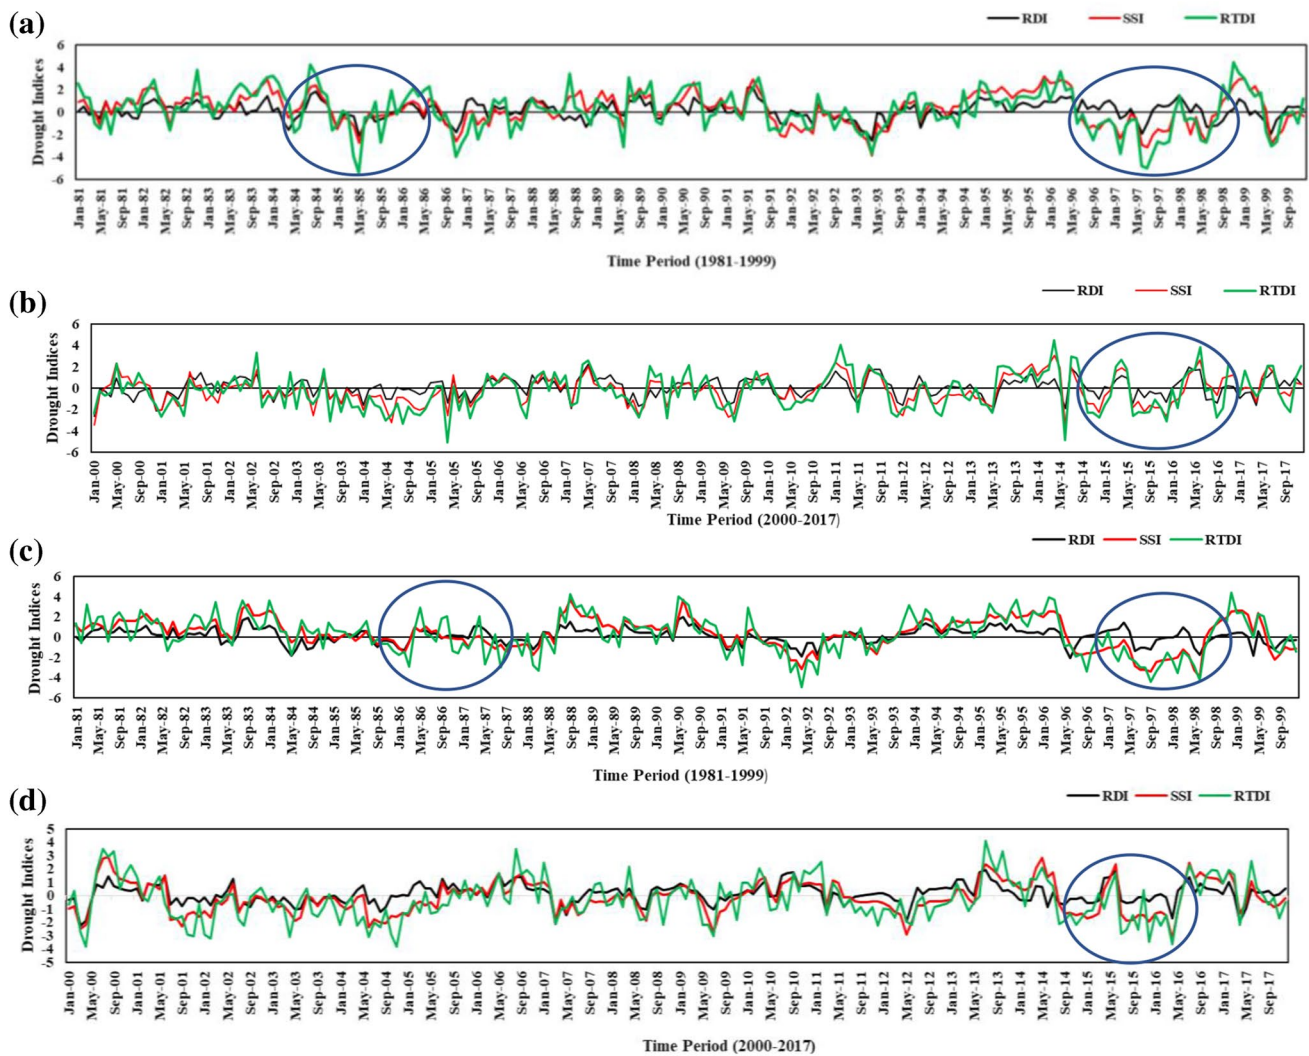 (a)
RDI SSI RTDI
Drought Indices
6
4
2
0
-2
-4
-6
Jan-81 May-81 Sep-81 Jan-82 May-82 Sep-82 Jan-83 May-83 Sep-83 Jan-84 May-84 Sep-84 Jan-85 May-85 Sep-85 Jan-86 May-86 Sep-86 Jan-87 May-87 Sep-87 Jan-88 May-88 Sep-88 Jan-89 May-89 Sep-89 Jan-90 May-90 Sep-90 Jan-91 May-91 Sep-91 Jan-92 May-92 Sep-92 Jan-93 May-93 Sep-93 Jan-94 May-94 Sep-94 Jan-95 May-95 Sep-95 Jan-96 May-96 Sep-96 Jan-97 May-97 Sep-97 Jan-98 May-98 Sep-98 Jan-99 May-99 Sep-99
Time Period (1981-1999)
(b)
RDI SSI RTDI
Drought Indices
6
4
2
0
-2
-4
-6
Jan-00 May-00 Sep-00 Jan-01 May-01 Sep-01 Jan-02 May-02 Sep-02 Jan-03 May-03 Sep-03 Jan-04 May-04 Sep-04 Jan-05 May-05 Sep-05 Jan-06 May-06 Sep-06 Jan-07 May-07 Sep-07 Jan-08 May-08 Sep-08 Jan-09 May-09 Sep-09 Jan-10 May-10 Sep-10 Jan-11 May-11 Sep-11 Jan-12 May-12 Sep-12 Jan-13 May-13 Sep-13 Jan-14 May-14 Sep-14 Jan-15 May-15 Sep-15 Jan-16 May-16 Sep-16 Jan-17 May-17 Sep-17
Time Period (2000-2017)
(c)
RDI SSI RTDI
Drought Indices
6
4
2
0
-2
-4
-6
Jan-81 May-81 Sep-81 Jan-82 May-82 Sep-82 Jan-83 May-83 Sep-83 Jan-84 May-84 Sep-84 Jan-85 May-85 Sep-85 Jan-86 May-86 Sep-86 Jan-87 May-87 Sep-87 Jan-88 May-88 Sep-88 Jan-89 May-89 Sep-89 Jan-90 May-90 Sep-90 Jan-91 May-91 Sep-91 Jan-92 May-92 Sep-92 Jan-93 May-93 Sep-93 Jan-94 May-94 Sep-94 Jan-95 May-95 Sep-95 Jan-96 May-96 Sep-96 Jan-97 May-97 Sep-97 Jan-98 May-98 Sep-98 Jan-99 May-99 Sep-99
Time Period (1981-1999)
(d)
RDI SSI RTDI
Drought Indices
5
4
3
2
1
0
-1
-2
-3
-4
-5
Jan-00 May-00 Sep-00 Jan-01 May-01 Sep-01 Jan-02 May-02 Sep-02 Jan-03 May-03 Sep-03 Jan-04 May-04 Sep-04 Jan-05 May-05 Sep-05 Jan-06 May-06 Sep-06 Jan-07 May-07 Sep-07 Jan-08 May-08 Sep-08 Jan-09 May-09 Sep-09 Jan-10 May-10 Sep-10 Jan-11 May-11 Sep-11 Jan-12 May-12 Sep-12 Jan-13 May-13 Sep-13 Jan-14 May-14 Sep-14 Jan-15 May-15 Sep-15 Jan-16 May-16 Sep-16 Jan-17 May-17 Sep-17
Time Period (2000-2017)